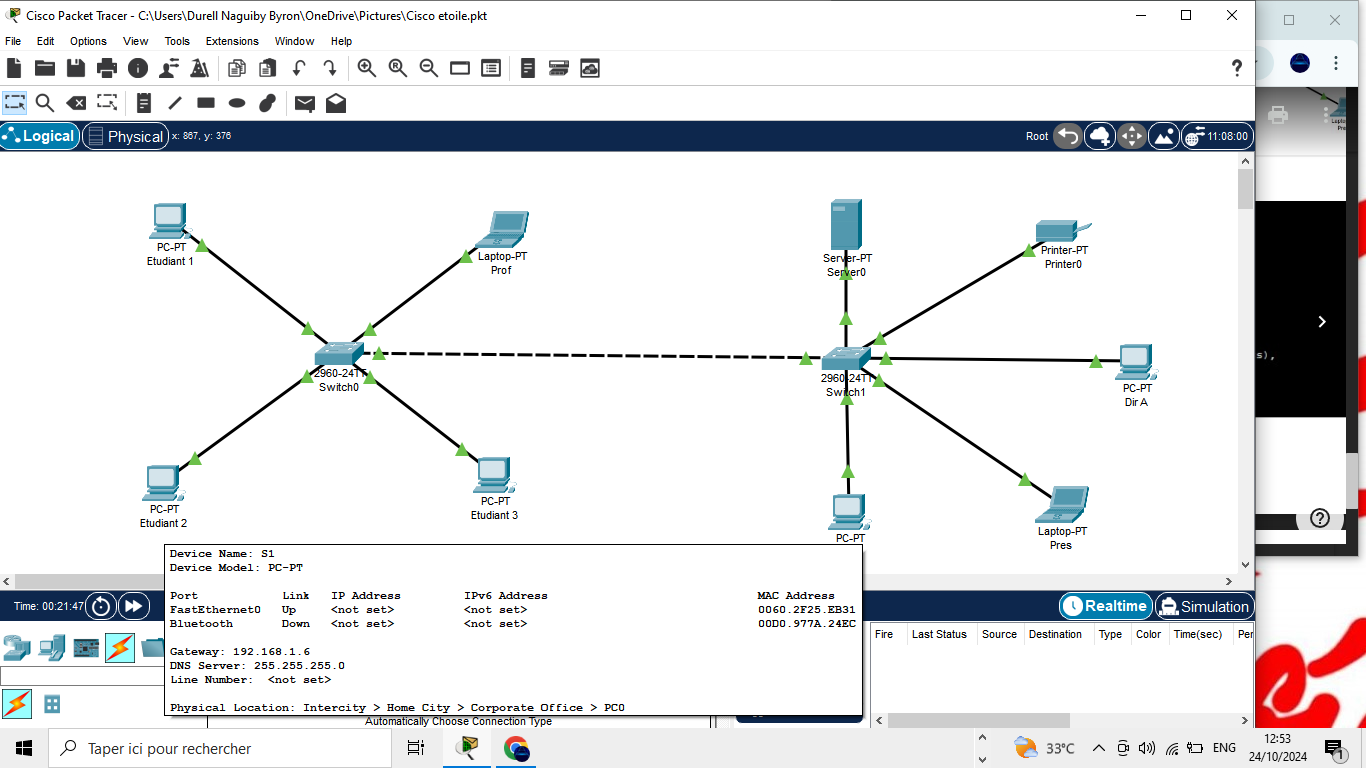 Cisco Packet Tracer - C:\Users\Durell Naguiby Byron\OneDrive\Pictures\Cisco etoile.pkt
File Edit Options View Tools Extensions Window Help
Logical Physical x: 867, y: 376 Root 11:08:00
PC-PT
Etudiant 1
Laptop-PT
Prof
Server-PT
Server0
Printer-PT
Printer0
2960-24TT
Switch0
2960-24TT
Switch1
PC-PT
Dir A
PC-PT
Etudiant 2
PC-PT
Etudiant 3
PC-PT
Laptop-PT
Pres
Device Name: S1
Device Model: PC-PT
Port Link IP Address IPv6 Address MAC Address
FastEthernet0 Up <not set> <not set> 0060.2F25.EB31
Bluetooth Down <not set> <not set> 00D0.977A.24EC
Gateway: 192.168.1.6
DNS Server: 255.255.255.0
Line Number: <not set>
Physical Location: Intercity > Home City > Corporate Office > PC0
Time: 00:21:47 Realtime Simulation
Fire Last Status Source Destination Type Color Time(sec) Per
Automatically Choose Connection Type
s),
Taper ici pour rechercher
33°C ENG
12:53
24/10/2024
1